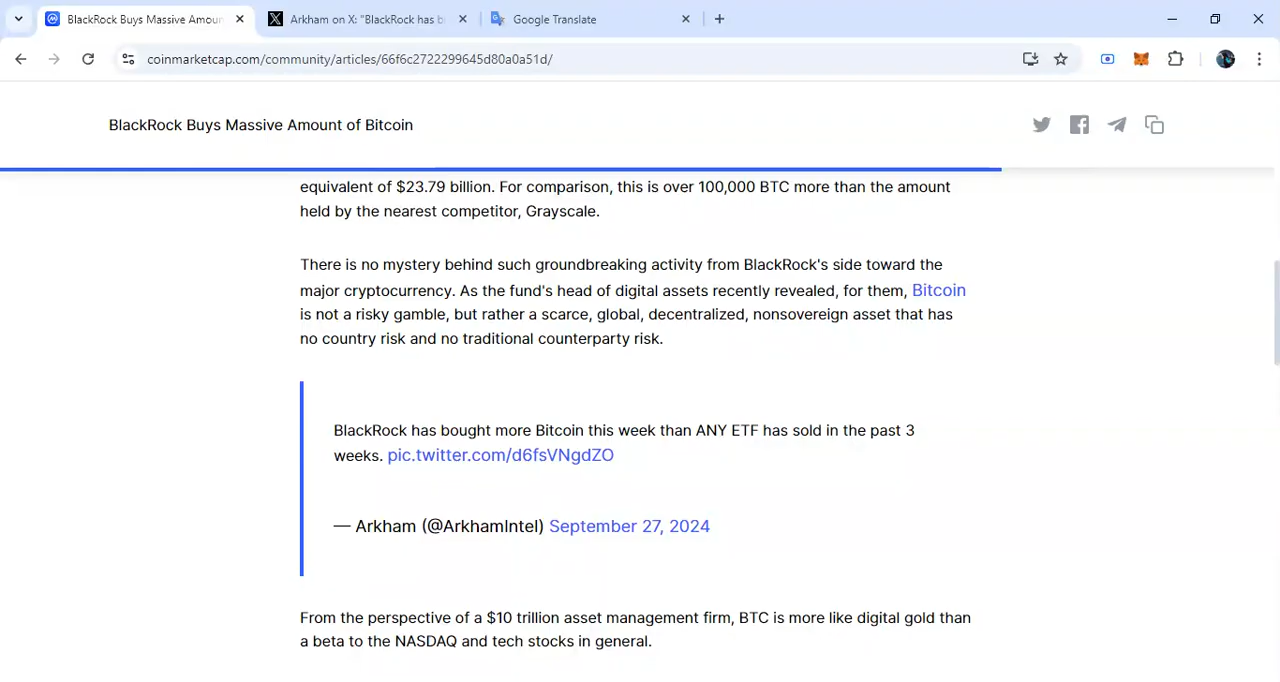 BlackRock Buys Massive Amoun
Arkham on X: "BlackRock has b
Google Translate
coinmarketcap.com/community/articles/66f6c2722299645d80a0a51d/
BlackRock Buys Massive Amount of Bitcoin
equivalent of $23.79 billion. For comparison, this is over 100,000 BTC more than the amount
held by the nearest competitor, Grayscale.
There is no mystery behind such groundbreaking activity from BlackRock's side toward the
major cryptocurrency. As the fund's head of digital assets recently revealed, for them, Bitcoin
is not a risky gamble, but rather a scarce, global, decentralized, nonsovereign asset that has
no country risk and no traditional counterparty risk.
BlackRock has bought more Bitcoin this week than ANY ETF has sold in the past 3
weeks. pic.twitter.com/d6fsVNgdZO
— Arkham (@ArkhamIntel) September 27, 2024
From the perspective of a $10 trillion asset management firm, BTC is more like digital gold than
a beta to the NASDAQ and tech stocks in general.